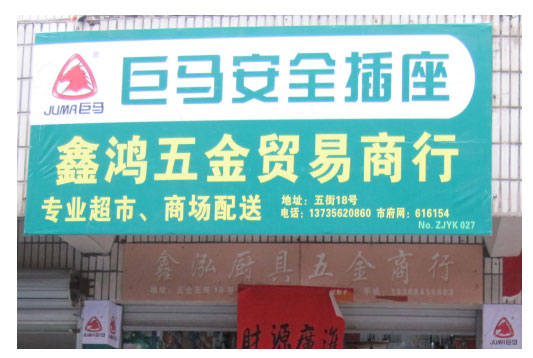 巨马安全插座
JUMA巨马
鑫鸿五金贸易商行
专业超市、商场配送
地址：五街18号
电话：13735620860 市府网：616154
No. ZJYK 027
鑫泓厨具五金商行
财源廣進